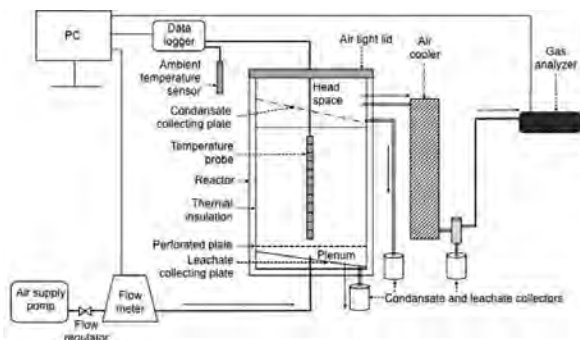 PC
Data
logger
Ambient
temperature
sensor
Air tight lid
Air
cooler
Gas
analyzer
Head
space
Condansate
collecting plate
Temperature
probe
Reactor
Thermal
insulation
Perforated plate
Plenum
Leachate
collecting plate
Air supply
pump
Flow
regulator
Flow
meter
Condansate and leachate collectors